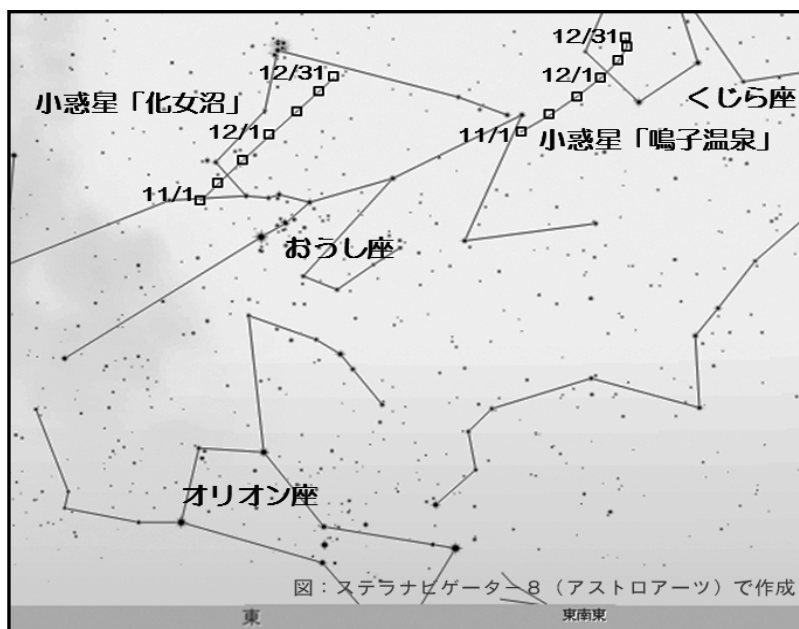 12/31
小惑星「化女沼」
12/1
11/1
12/31
12/1
くじら座
11/1
小惑星「鳴子温泉」
おうし座
オリオン座
図:ステラナビゲーター8(アストロアーツ)で作成
東
東南東